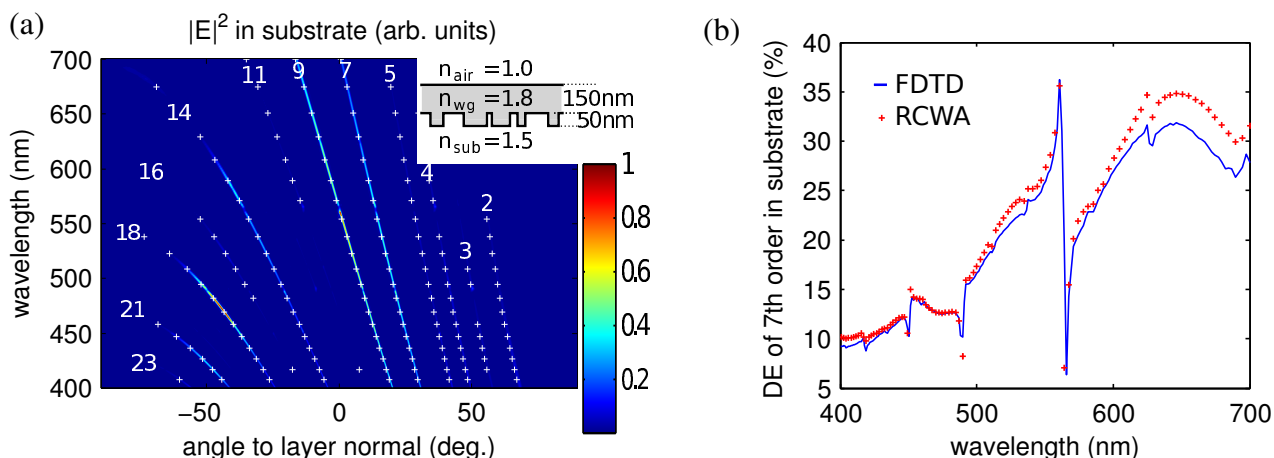 (a)
|E|² in substrate (arb. units)
700
650
600
550
500
450
400
wavelength (nm)
−50
0
50
angle to layer normal (deg.)
11
9
7
5
14
16
4
18
2
3
21
23
n_air =1.0
n_wg =1.8
150nm
50nm
n_sub =1.5
1
0.8
0.6
0.4
0.2
(b)
40
35
30
25
20
15
10
5
DE of 7th order in substrate (%)
FDTD
RCWA
400
500
600
700
wavelength (nm)